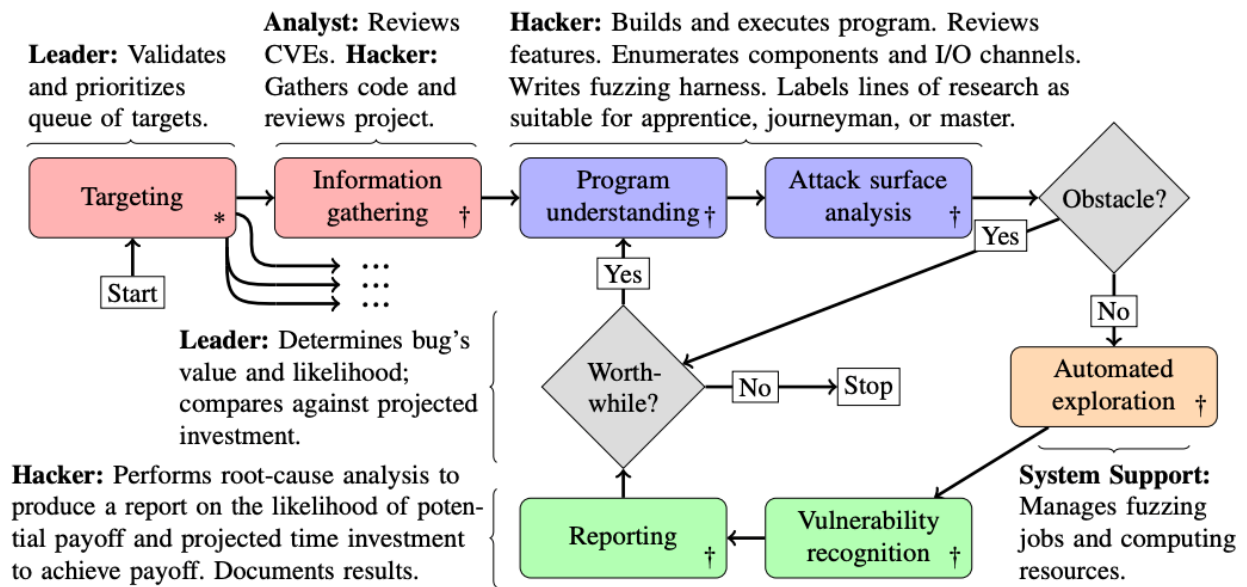 Leader: Validates
and prioritizes
queue of targets.
Analyst: Reviews
CVEs. Hacker:
Gathers code and
reviews project.
Hacker: Builds and executes program. Reviews
features. Enumerates components and I/O channels.
Writes fuzzing harness. Labels lines of research as
suitable for apprentice, journeyman, or master.
Targeting
*
Information
gathering †
Program
understanding †
Attack surface
analysis †
Obstacle?
Yes
No
Start
...
...
...
Yes
Leader: Determines bug's
value and likelihood;
compares against projected
investment.
Worth-
while?
No
Stop
Automated
exploration †
System Support:
Manages fuzzing
jobs and computing
resources.
Hacker: Performs root-cause analysis to
produce a report on the likelihood of poten-
tial payoff and projected time investment
to achieve payoff. Documents results.
Reporting
†
Vulnerability
recognition †